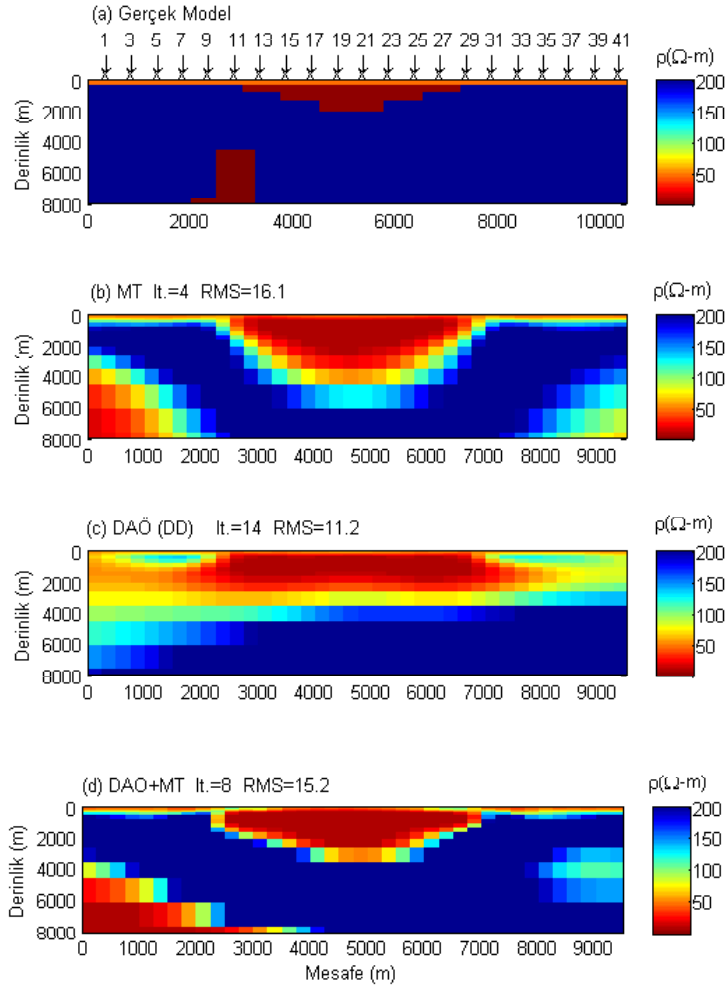 (a) Gerçek Model
1 3 5 7 9 11 13 15 17 19 21 23 25 27 29 31 33 35 37 39 41
ρ(Ω-m)
0
2000
4000
6000
8000
Derinlik (m)
0 2000 4000 6000 8000 10000
200
150
100
50
(b) MT It.=4 RMS=16.1
ρ(Ω-m)
0
2000
4000
6000
8000
Derinlik (m)
0 1000 2000 3000 4000 5000 6000 7000 8000 9000
200
150
100
50
(c) DAÖ (DD) It.=14 RMS=11.2
ρ(Ω-m)
0
2000
4000
6000
8000
Derinlik (m)
0 1000 2000 3000 4000 5000 6000 7000 8000 9000
200
150
100
50
(d) DAO+MT It.=8 RMS=15.2
ρ(Ω-m)
0
2000
4000
6000
8000
Derinlik (m)
0 1000 2000 3000 4000 5000 6000 7000 8000 9000
Mesafe (m)
200
150
100
50